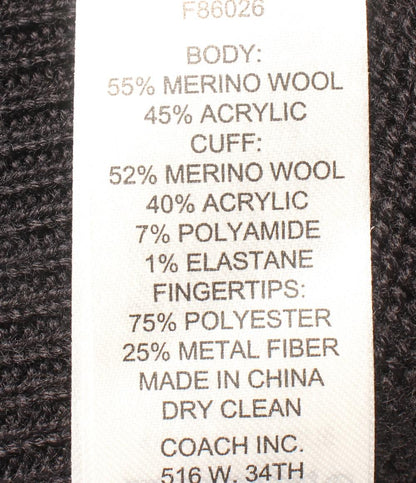 F86026
BODY:
55% MERINO WOOL
45% ACRYLIC
CUFF:
52% MERINO WOOL
40% ACRYLIC
7% POLYAMIDE
1% ELASTANE
FINGERTIPS:
75% POLYESTER
25% METAL FIBER
MADE IN CHINA
DRY CLEAN
COACH INC.
516 W. 34TH